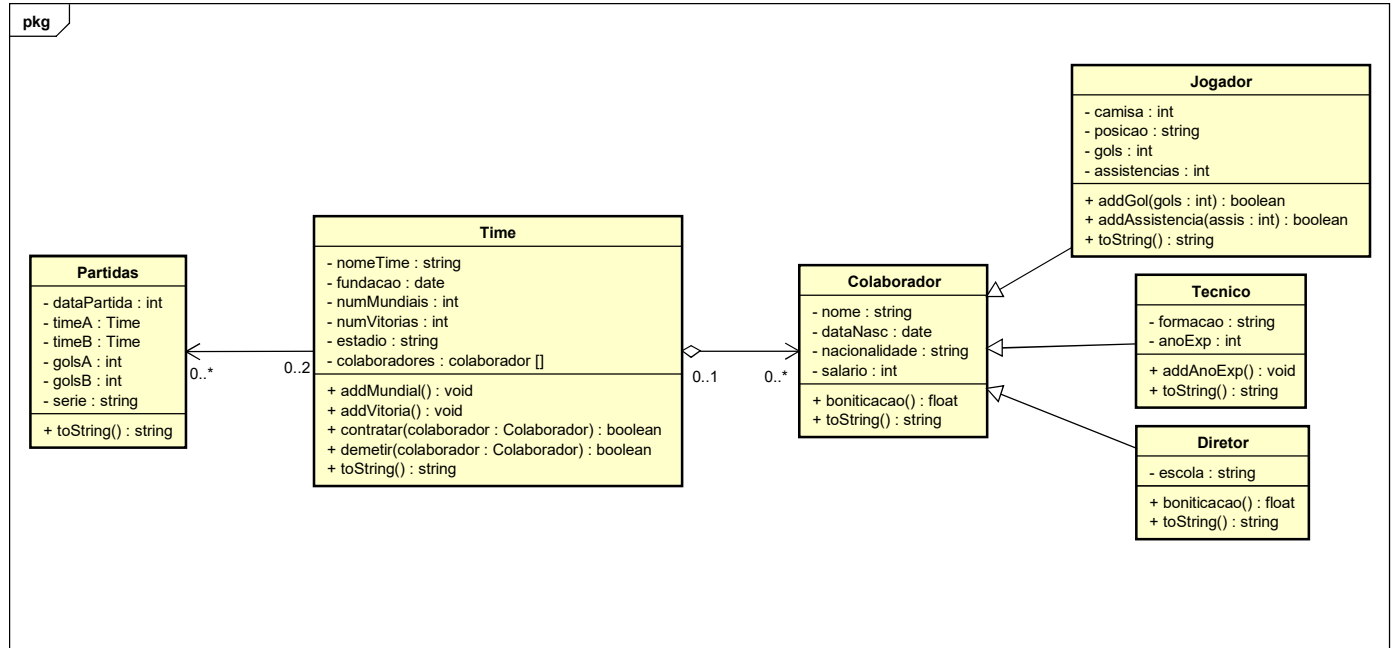 pkg
Partidas
- dataPartida : int
- timeA : Time
- timeB : Time
- golsA : int
- golsB : int
- serie : string
+ toString() : string
0..*
0..2
Time
- nomeTime : string
- fundacao : date
- numMundiais : int
- numVitorias : int
- estadio : string
- colaboradores : colaborador []
+ addMundial() : void
+ addVitoria() : void
+ contratar(colaborador : Colaborador) : boolean
+ demetir(colaborador : Colaborador) : boolean
+ toString() : string
0..1
0..*
Colaborador
- nome : string
- dataNasc : date
- nacionalidade : string
- salario : int
+ boniticacao() : float
+ toString() : string
Jogador
- camisa : int
- posicao : string
- gols : int
- assistencias : int
+ addGol(gols : int) : boolean
+ addAssistencia(assis : int) : boolean
+ toString() : string
Tecnico
- formacao : string
- anoExp : int
+ addAnoExp() : void
+ toString() : string
Diretor
- escola : string
+ boniticacao() : float
+ toString() : string